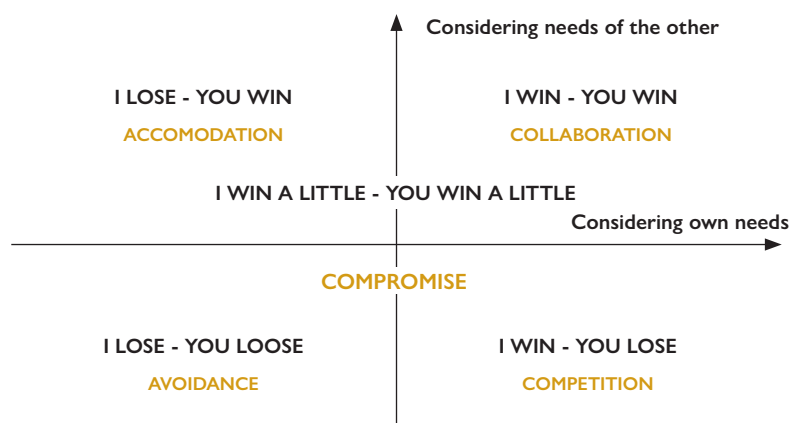 Considering needs of the other
I LOSE - YOU WIN
ACCOMODATION
I WIN - YOU WIN
COLLABORATION
I WIN A LITTLE - YOU WIN A LITTLE
Considering own needs
COMPROMISE
I LOSE - YOU LOOSE
AVOIDANCE
I WIN - YOU LOSE
COMPETITION